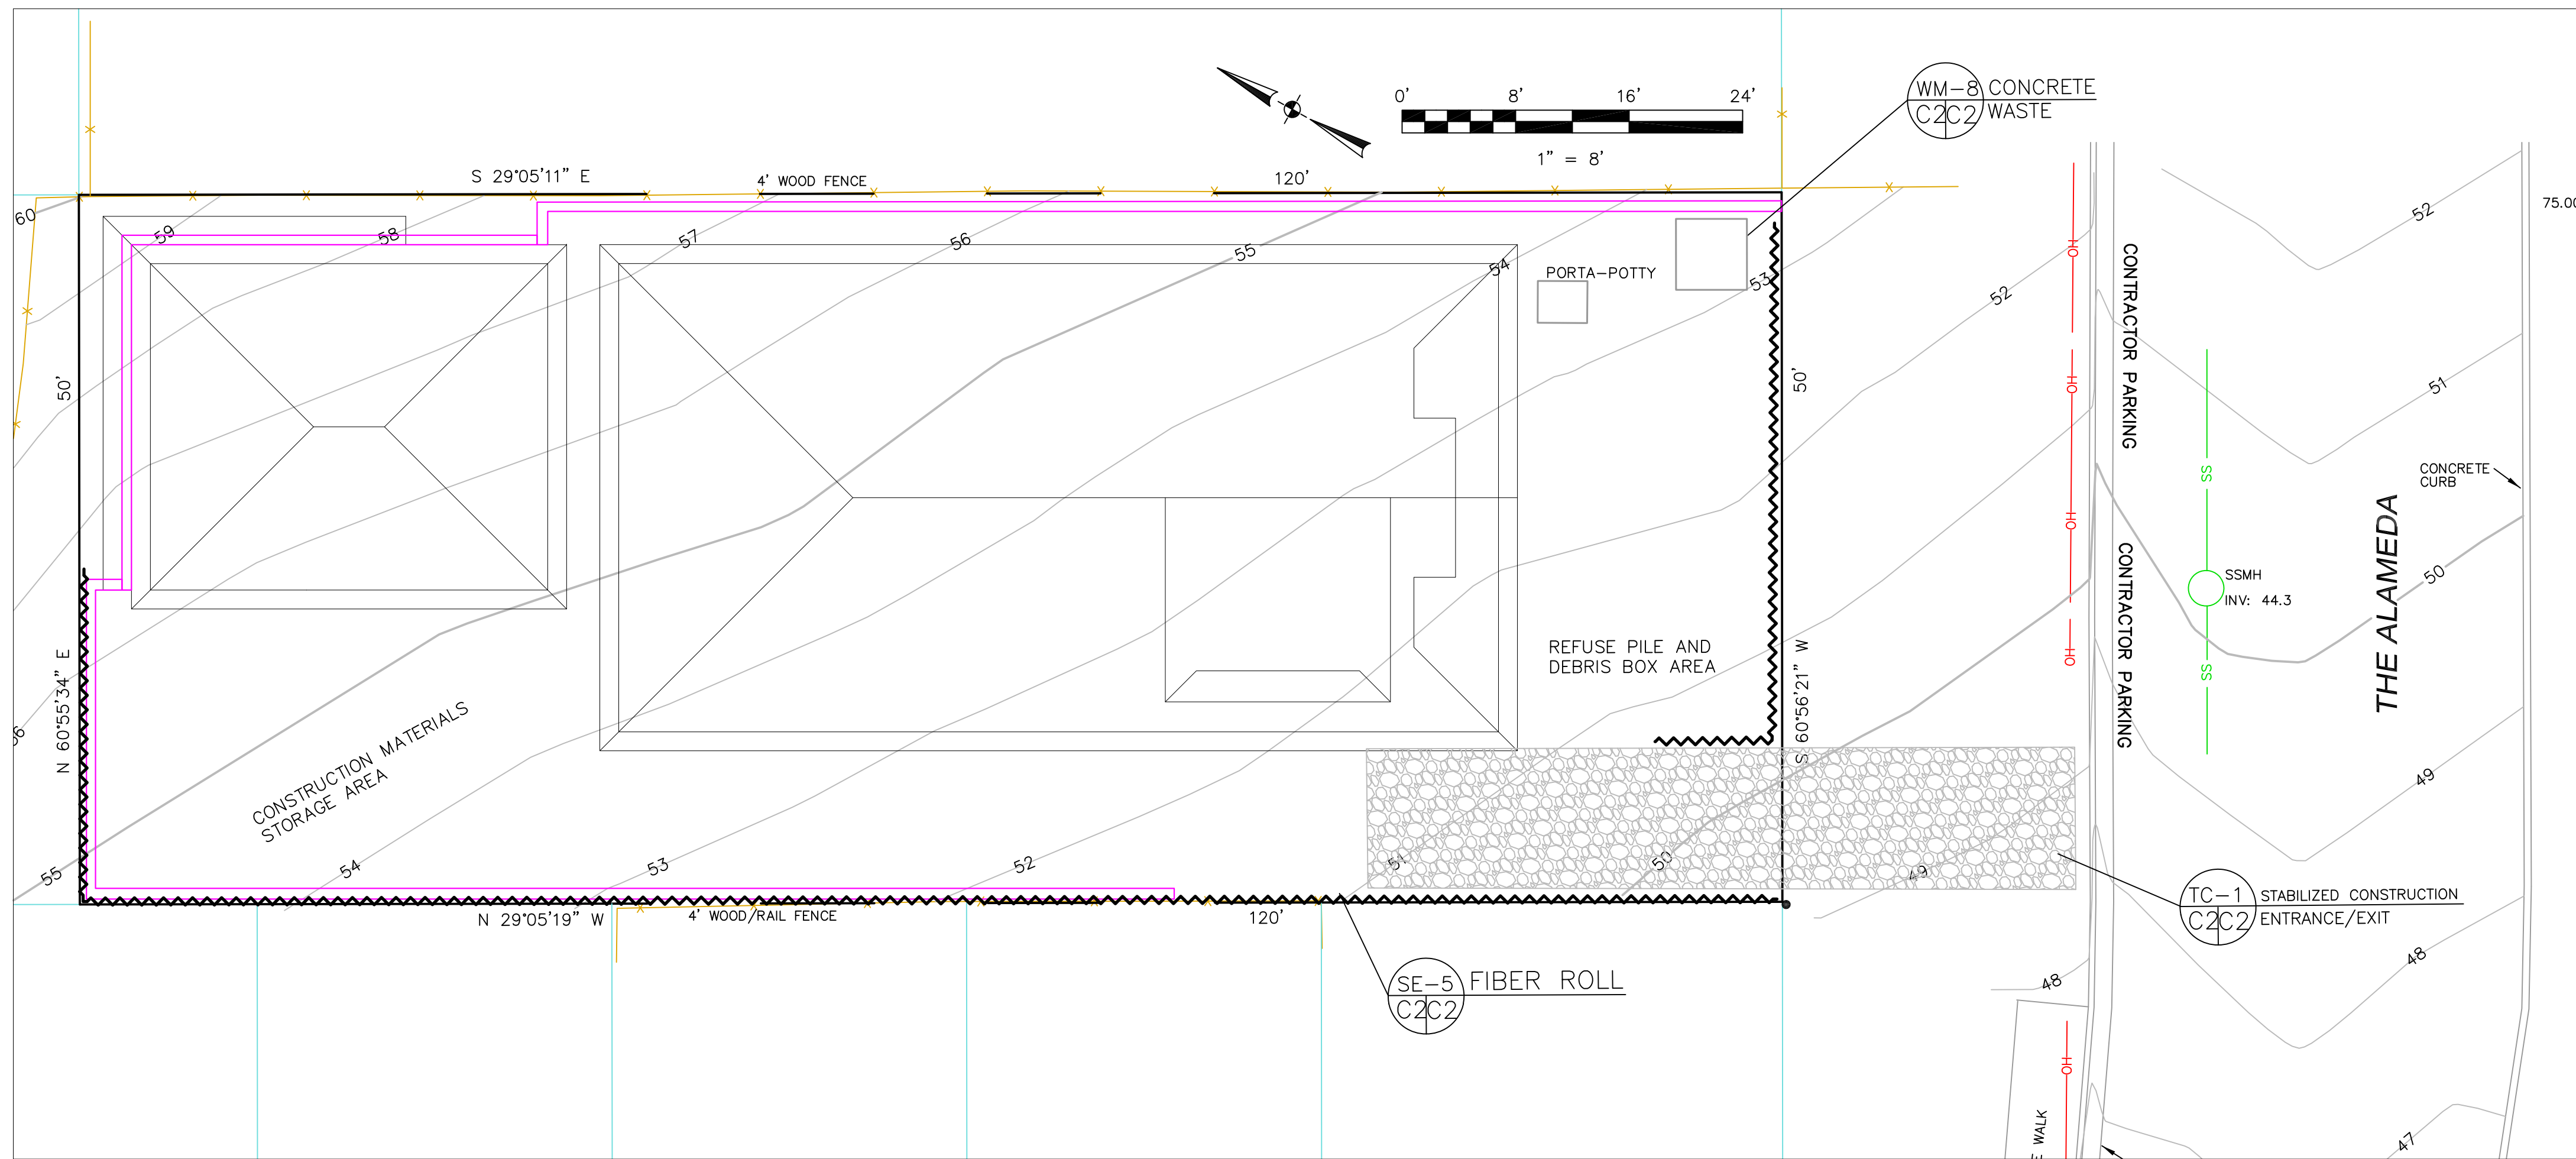 WM-8 CONCRETE
C2 C2 WASTE
0' 8' 16' 24'
1" = 8'
S 29°05'11" E
4' WOOD FENCE
120'
60
59
58
57
56
55
54
53
52
PORTA-POTTY
50'
50'
N 60°55'34" E
S 60°56'21" W
REFUSE PILE AND
DEBRIS BOX AREA
CONSTRUCTION MATERIALS
STORAGE AREA
55
54
53
52
51
50
49
48
N 29°05'19" W
4' WOOD/RAIL FENCE
120'
SE-5 FIBER ROLL
C2 C2
OH
OH
OH
OH
OH
CONTRACTOR PARKING
CONTRACTOR PARKING
SS
SS
SSMH
INV: 44.3
THE ALAMEDA
CONCRETE
CURB
52
51
50
49
48
47
TC-1 STABILIZED CONSTRUCTION
C2 C2 ENTRANCE/EXIT
WALK